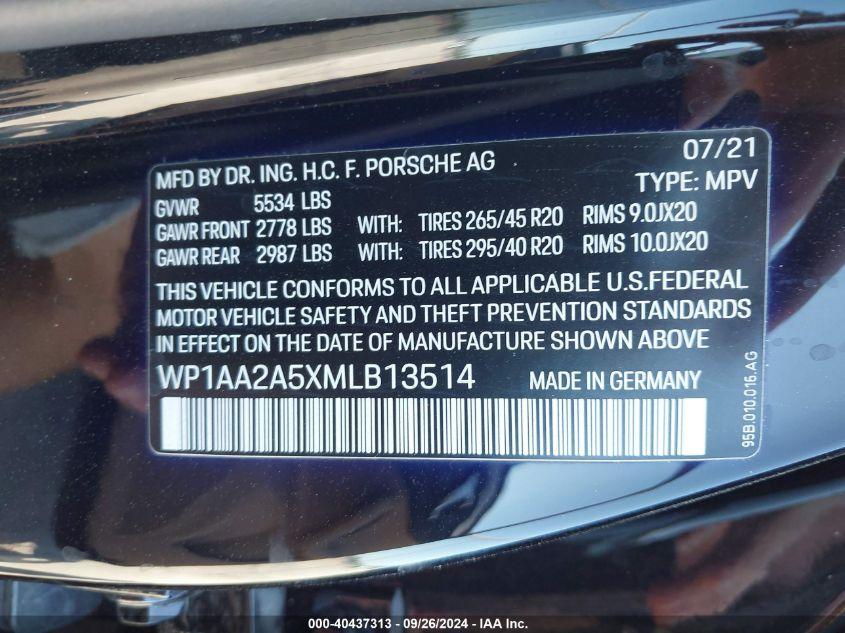 07/21
MFD BY DR. ING. H.C. F. PORSCHE AG
TYPE: MPV
GVWR 5534 LBS
GAWR FRONT 2778 LBS WITH: TIRES 265/45 R20 RIMS 9.0JX20
GAWR REAR 2987 LBS WITH: TIRES 295/40 R20 RIMS 10.0JX20
THIS VEHICLE CONFORMS TO ALL APPLICABLE U.S.FEDERAL
MOTOR VEHICLE SAFETY AND THEFT PREVENTION STANDARDS
IN EFFECT ON THE DATE OF MANUFACTURE SHOWN ABOVE
WP1AA2A5XMLB13514 MADE IN GERMANY
95B.010.016.AG
000-40437313 - 09/26/2024 - IAA, Inc.